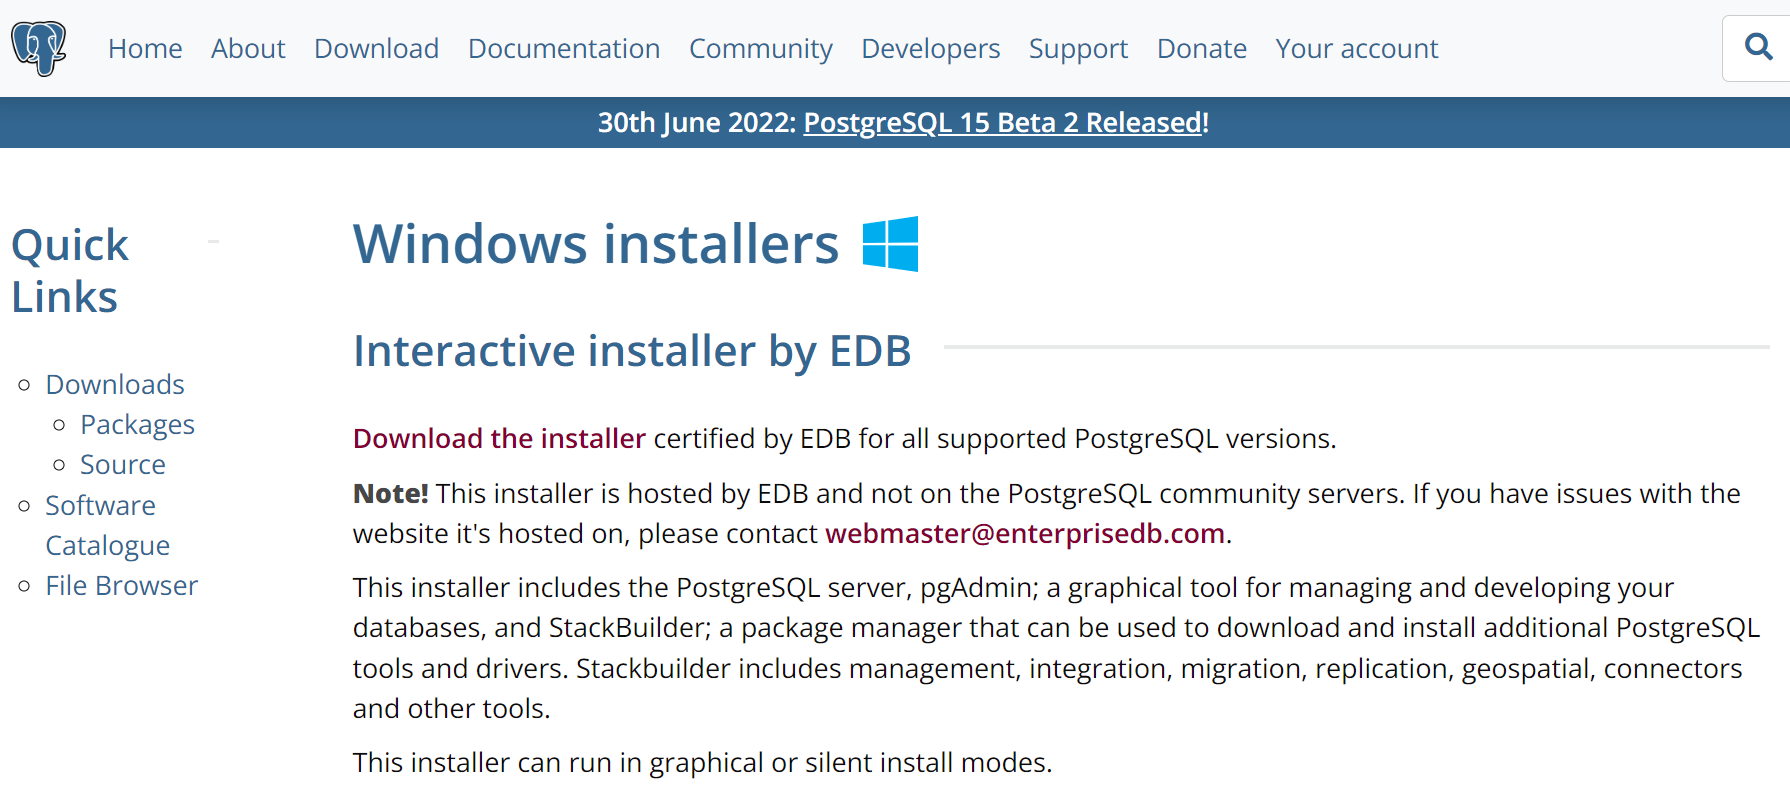 Home About Download Documentation Community Developers Support Donate Your account
30th June 2022: PostgreSQL 15 Beta 2 Released!
Quick
Links
Downloads
Packages
Source
Software
Catalogue
File Browser
Windows installers
Interactive installer by EDB
Download the installer certified by EDB for all supported PostgreSQL versions.
Note! This installer is hosted by EDB and not on the PostgreSQL community servers. If you have issues with the
website it's hosted on, please contact webmaster@enterprisedb.com.
This installer includes the PostgreSQL server, pgAdmin; a graphical tool for managing and developing your
databases, and StackBuilder; a package manager that can be used to download and install additional PostgreSQL
tools and drivers. Stackbuilder includes management, integration, migration, replication, geospatial, connectors
and other tools.
This installer can run in graphical or silent install modes.